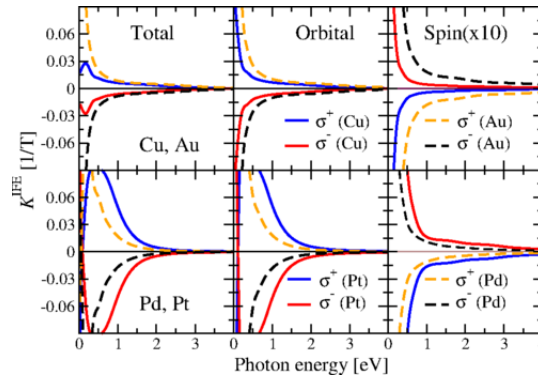 Total Orbital Spin(x10)
0.06
0.03
0
-0.03
-0.06
σ⁺ (Cu) σ⁺ (Au)
σ⁻ (Cu) σ⁻ (Au)
Cu, Au
K^IFE [1/T]
0.06
0.03
0
-0.03
-0.06
σ⁺ (Pt) σ⁺ (Pd)
σ⁻ (Pt) σ⁻ (Pd)
Pd, Pt
0 1 2 3 0 1 2 3 0 1 2 3
Photon energy [eV]